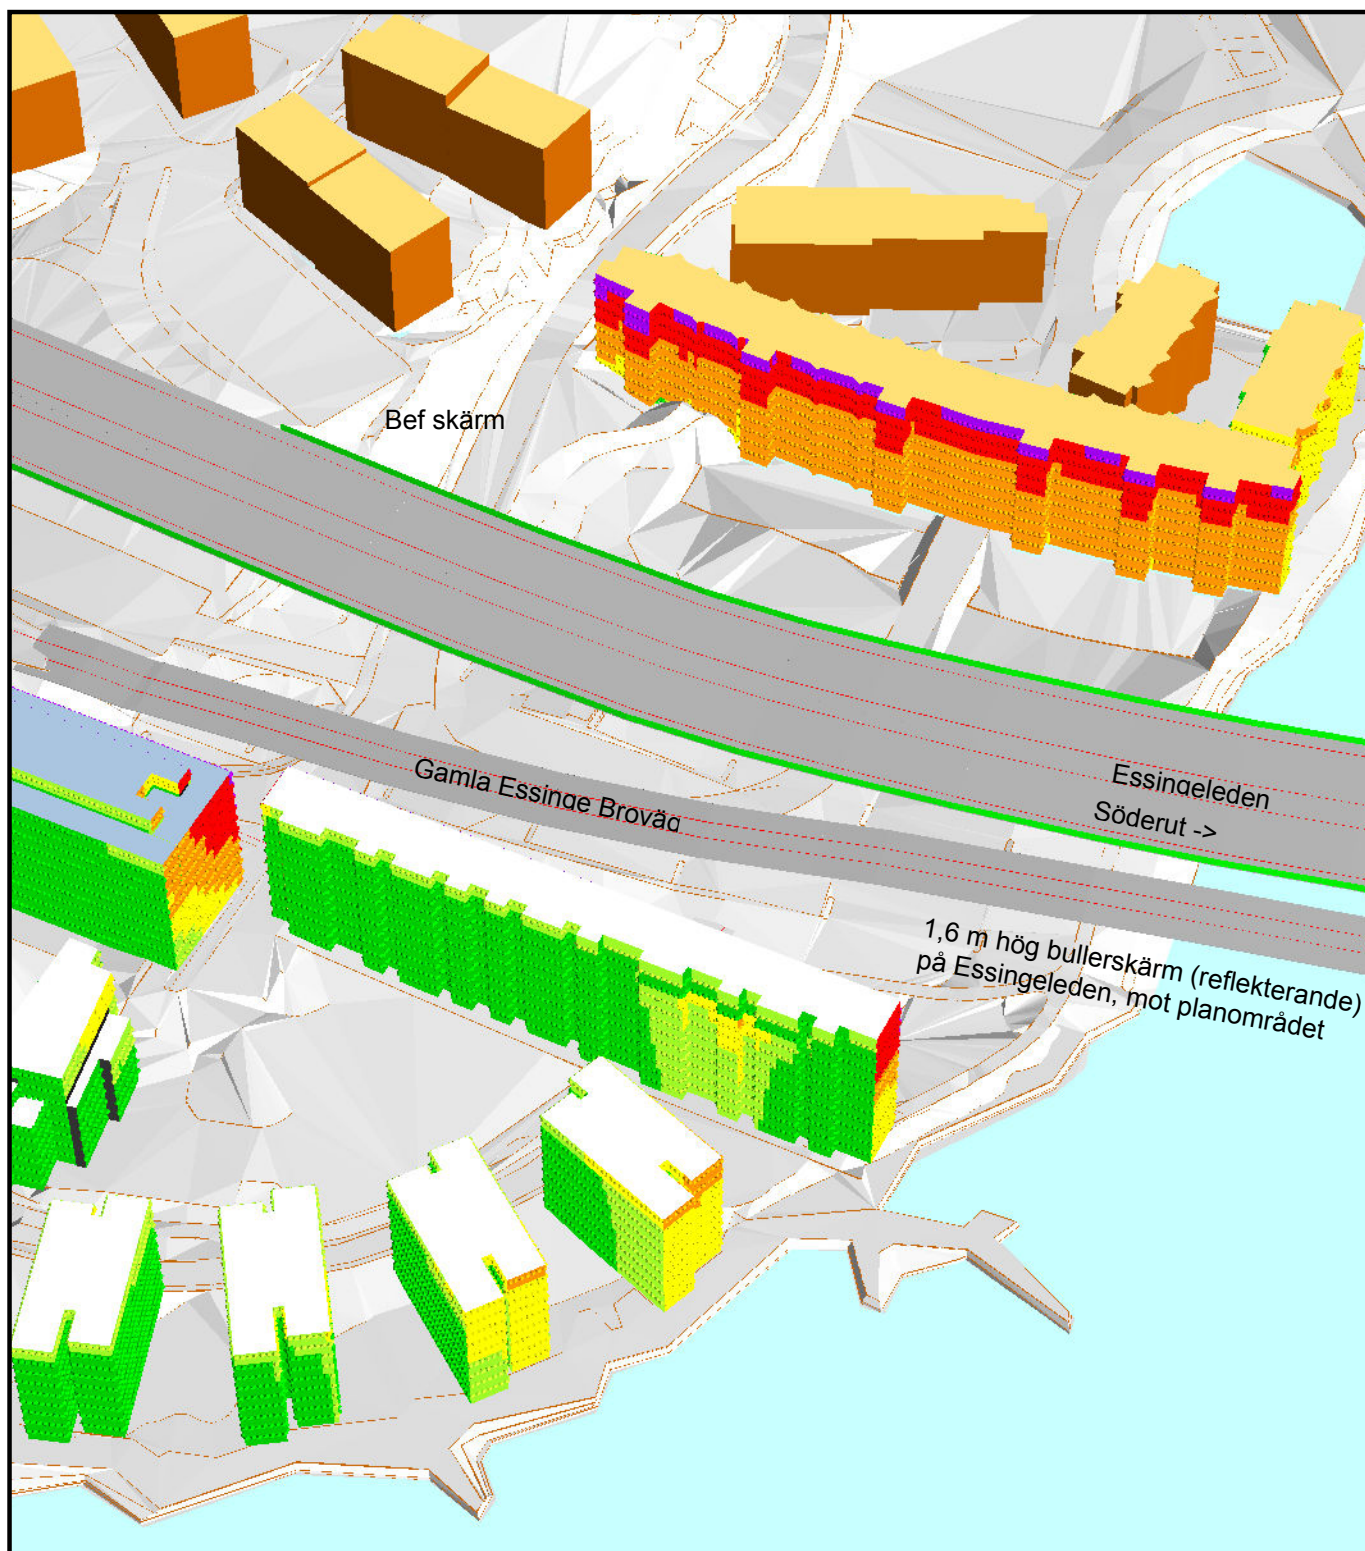 Bef skärm
Essingeleden
Gamla Essinge Broväg
Söderut ->
1,6 m hög bullerskärm (reflekterande)
på Essingeleden, mot planområdet